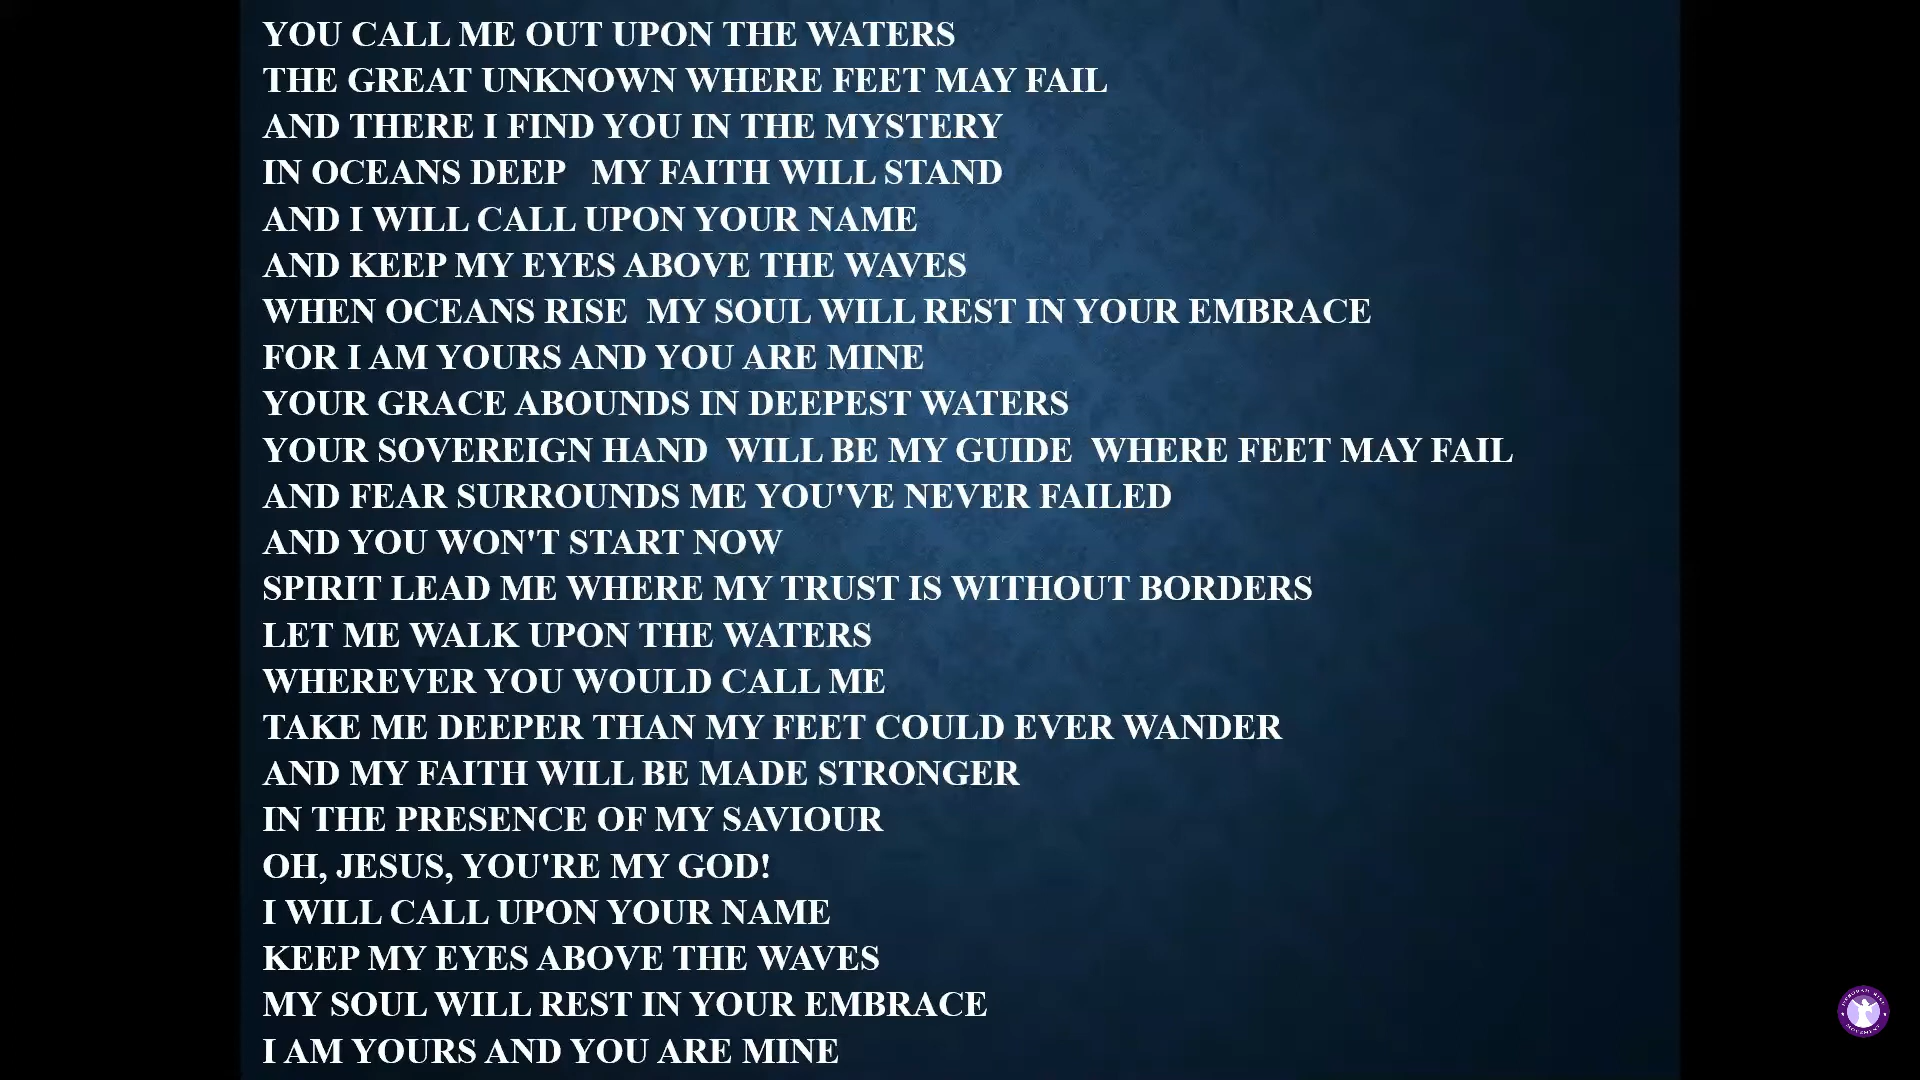 YOU CALL ME OUT UPON THE WATERS
THE GREAT UNKNOWN WHERE FEET MAY FAIL
AND THERE I FIND YOU IN THE MYSTERY
IN OCEANS DEEP   MY FAITH WILL STAND
AND I WILL CALL UPON YOUR NAME
AND KEEP MY EYES ABOVE THE WAVES
WHEN OCEANS RISE  MY SOUL WILL REST IN YOUR EMBRACE
FOR I AM YOURS AND YOU ARE MINE
YOUR GRACE ABOUNDS IN DEEPEST WATERS
YOUR SOVEREIGN HAND  WILL BE MY GUIDE  WHERE FEET MAY FAIL
AND FEAR SURROUNDS ME YOU'VE NEVER FAILED
AND YOU WON'T START NOW
SPIRIT LEAD ME WHERE MY TRUST IS WITHOUT BORDERS
LET ME WALK UPON THE WATERS
WHEREVER YOU WOULD CALL ME
TAKE ME DEEPER THAN MY FEET COULD EVER WANDER
AND MY FAITH WILL BE MADE STRONGER
IN THE PRESENCE OF MY SAVIOUR
OH, JESUS, YOU'RE MY GOD!
I WILL CALL UPON YOUR NAME
KEEP MY EYES ABOVE THE WAVES
MY SOUL WILL REST IN YOUR EMBRACE
I AM YOURS AND YOU ARE MINE
MOVEMENT